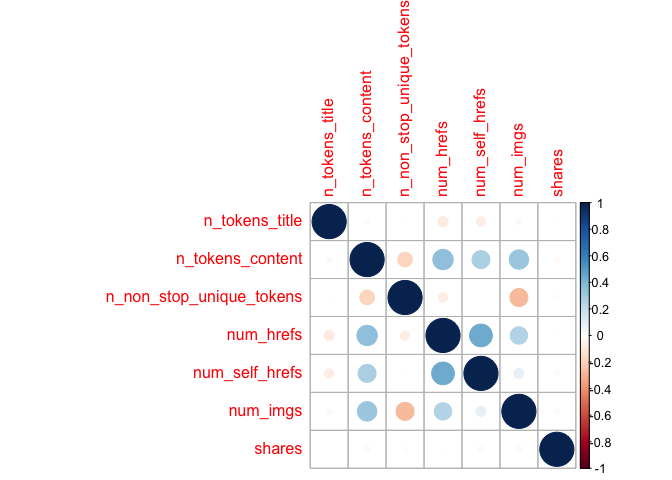 n_tokens_title
n_tokens_content
n_non_stop_unique_tokens
num_hrefs
num_self_hrefs
num_imgs
shares
n_tokens_title
n_tokens_content
n_non_stop_unique_tokens
num_hrefs
num_self_hrefs
num_imgs
shares
1
0.8
0.6
0.4
0.2
0
-0.2
-0.4
-0.6
-0.8
-1